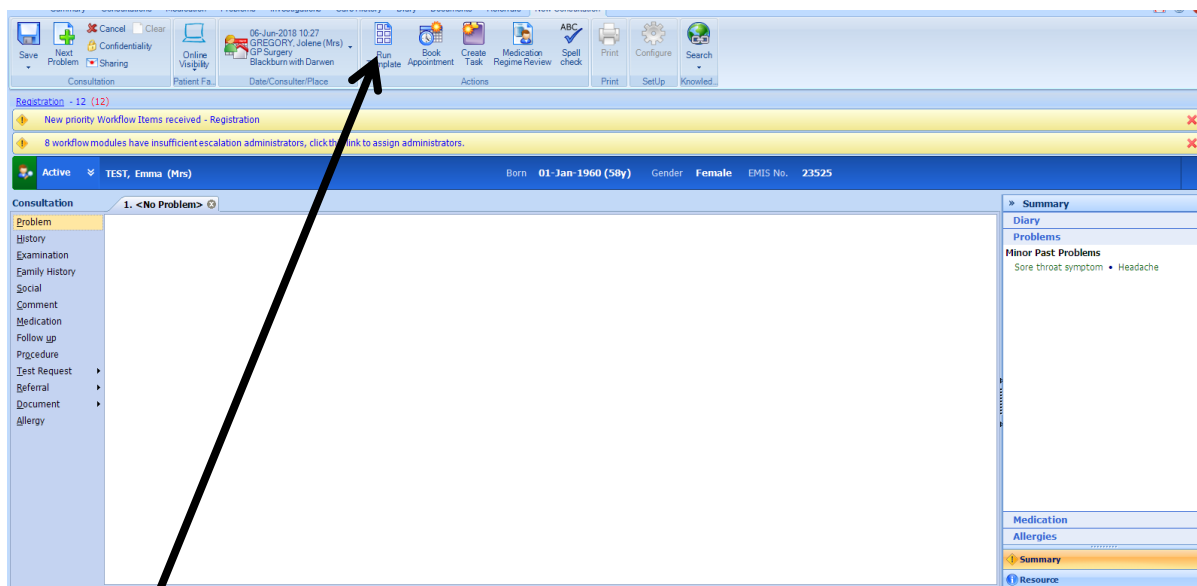 Save
Next Problem
Cancel Clear
Confidentiality
Sharing
Consultation
Online Visibility
Patient Fa...
06-Jun-2018 10:27
GREGORY, Jolene (Mrs)
GP Surgery
Blackburn with Darwen
Date/Consulter/Place
Run
Book Appointment
Create Task
Medication Regime Review
ABC
Spell check
Actions
Print
Print
Configure
SetUp
Search
Knowled...
Registration - 12 (12)
New priority Workflow Items received - Registration
8 workflow modules have insufficient escalation administrators, click link to assign administrators.
Active TEST, Emma (Mrs) Born 01-Jan-1960 (58y) Gender Female EMIS No. 23525
Consultation
1. <No Problem>
Problem
History
Examination
Family History
Social
Comment
Medication
Follow up
Procedure
Test Request
Referral
Document
Allergy
» Summary
Diary
Problems
Minor Past Problems
Sore throat symptom • Headache
Medication
Allergies
Summary
Resource